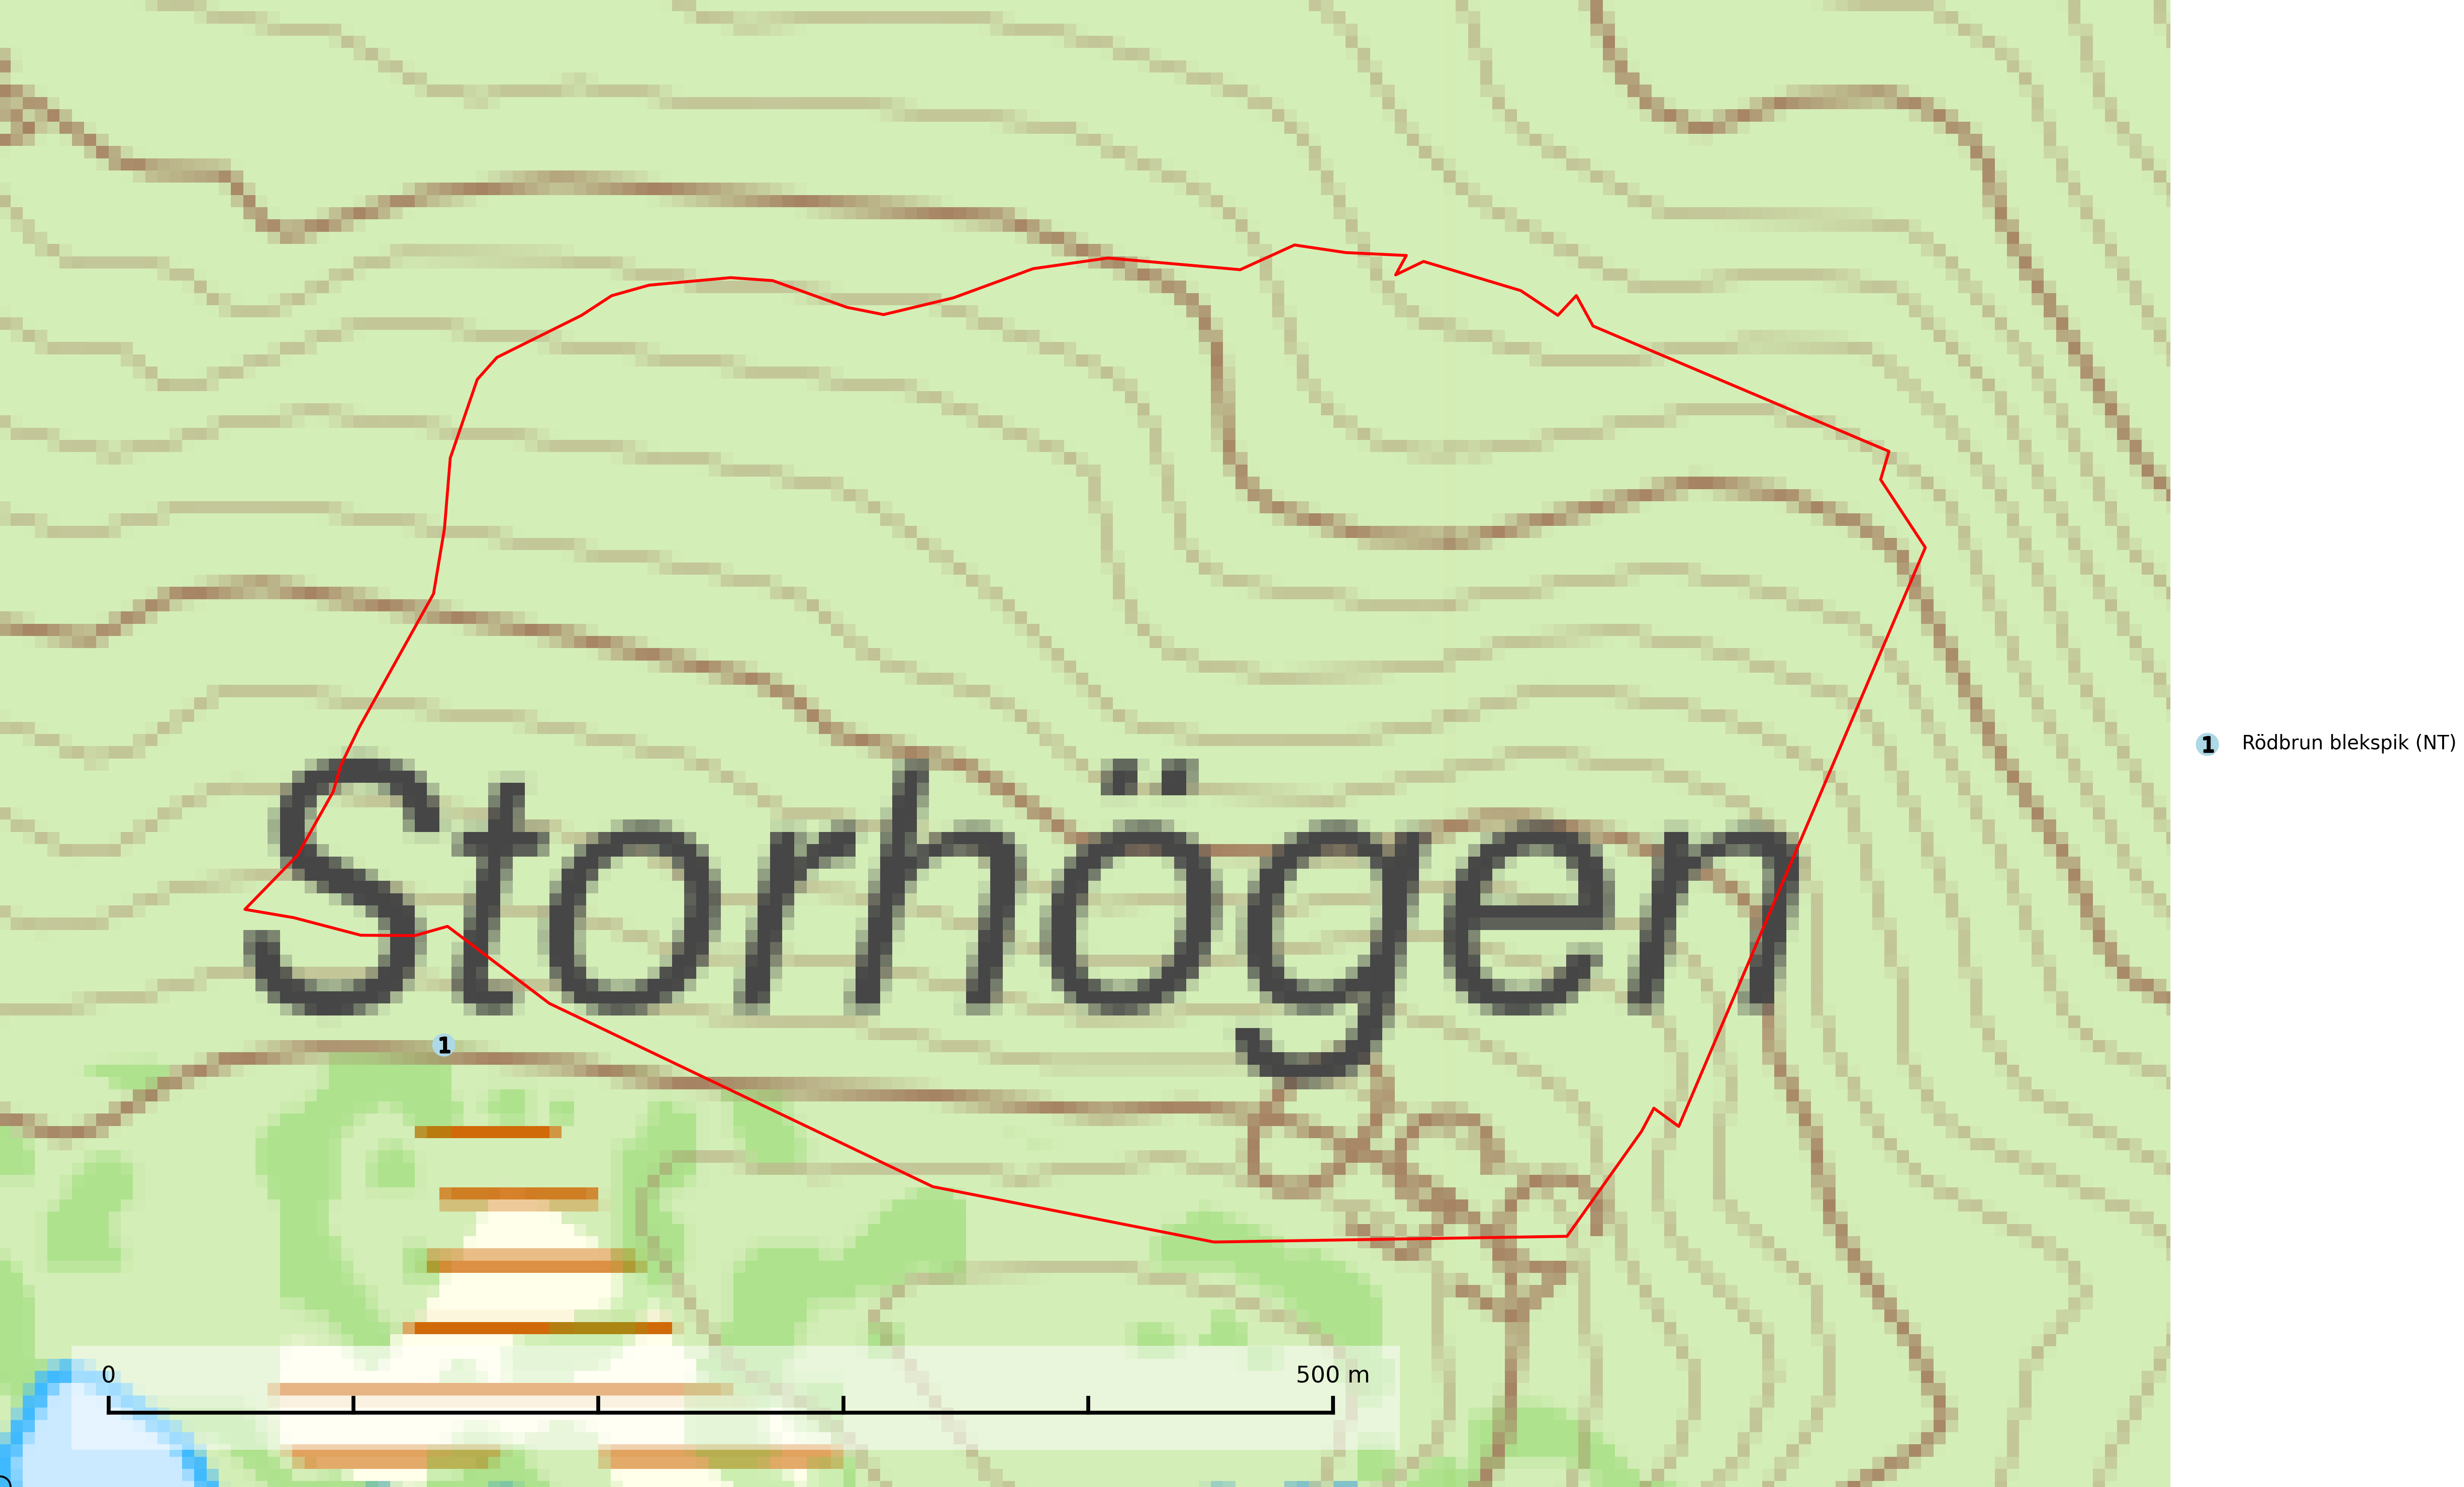 Storhögen
1 Rödbrun blekspik (NT)
1
0 500 m